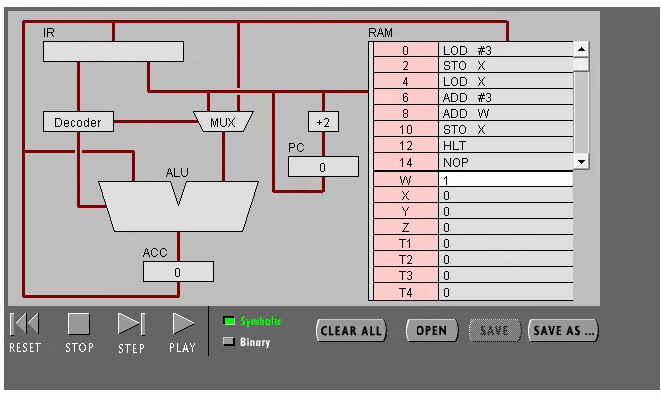 IR
RAM
0 LOD #3
2 STO X
4 LOD X
6 ADD #3
8 ADD W
10 STO X
12 HLT
14 NOP
W 1
X 0
Y 0
Z 0
T1 0
T2 0
T3 0
T4 0
Decoder
MUX
+2
PC
0
ALU
ACC
0
RESET
STOP
STEP
PLAY
Symbolic
Binary
CLEAR ALL
OPEN
SAVE
SAVE AS ...